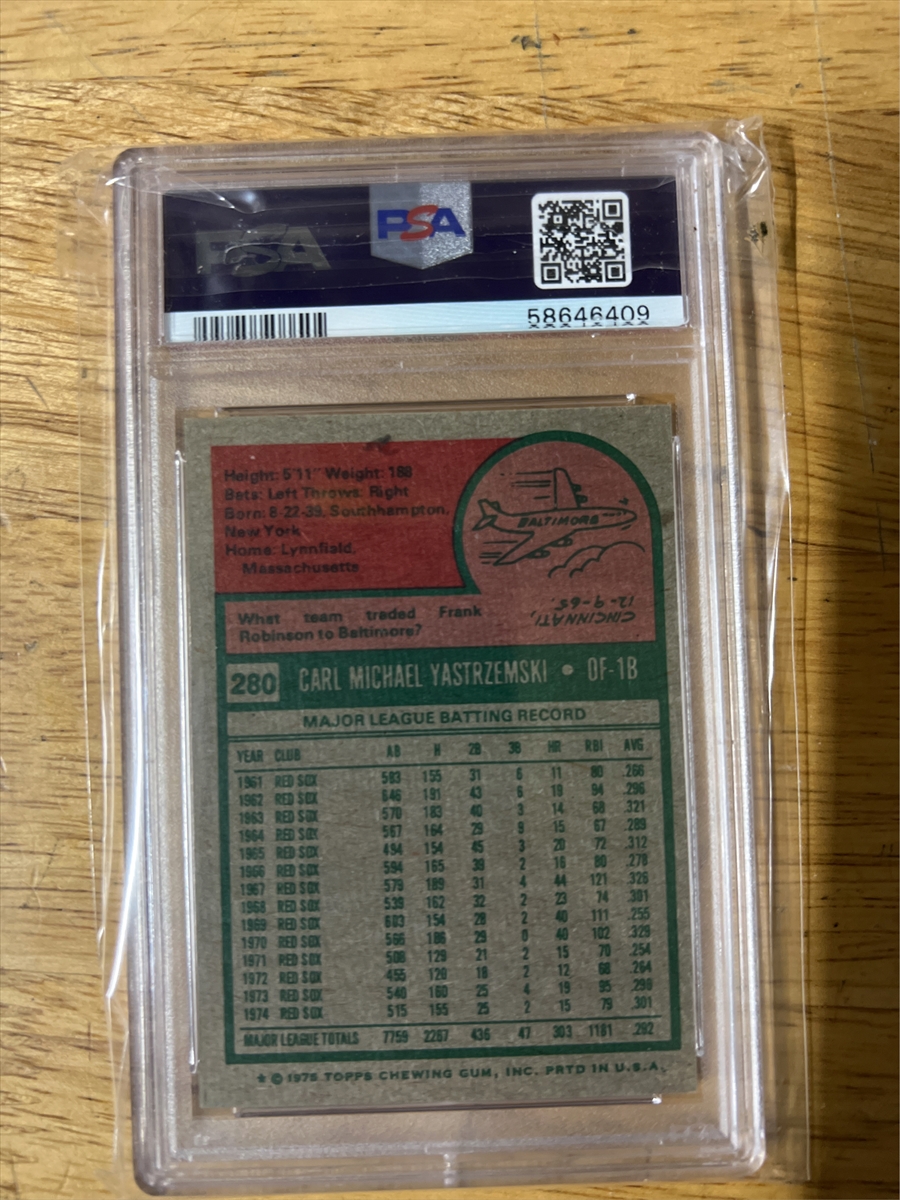 PSA
PSA
58646409
Height: 5'11" Weight: 188
Bats: Left Throws: Right
Born: 8-22-39, Southhampton,
New York
Home: Lynnfield,
Massachusetts
BALTIMORE
What team traded Frank
Robinson to Baltimore?
CINCINNATI,
12-9-65.
280 CARL MICHAEL YASTRZEMSKI • OF-1B
MAJOR LEAGUE BATTING RECORD
YEAR CLUB AB H 2B 3B HR RBI AVG
1961 RED SOX 583 155 31 6 11 80 .266
1962 RED SOX 646 191 43 6 19 94 .296
1963 RED SOX 570 183 40 3 14 68 .321
1964 RED SOX 567 164 29 9 15 67 .289
1965 RED SOX 494 154 45 3 20 72 .312
1966 RED SOX 594 165 39 2 16 80 .278
1967 RED SOX 579 189 31 4 44 121 .326
1968 RED SOX 539 162 32 2 23 74 .301
1969 RED SOX 603 154 28 2 40 111 .255
1970 RED SOX 566 186 29 0 40 102 .329
1971 RED SOX 508 129 21 2 15 70 .254
1972 RED SOX 455 120 18 2 12 68 .264
1973 RED SOX 540 160 25 4 19 95 .296
1974 RED SOX 515 155 25 2 15 79 .301
MAJOR LEAGUE TOTALS 7759 2267 436 47 303 1181 .292
★ © 1975 TOPPS CHEWING GUM, INC. PRTD IN U.S.A.